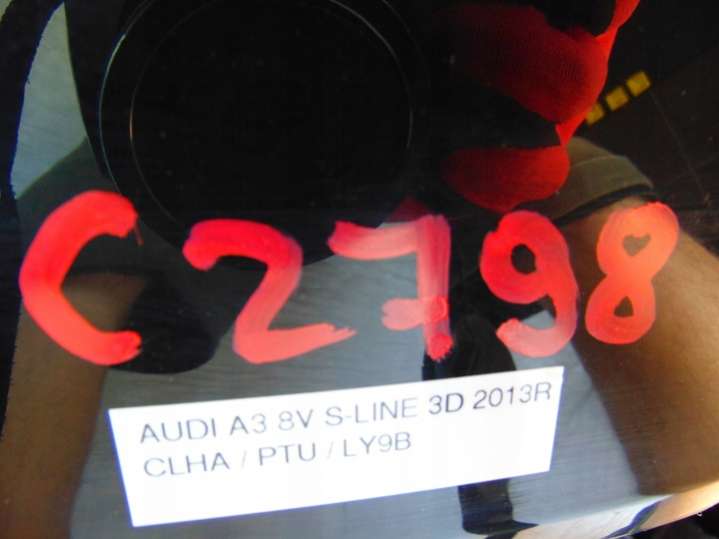 C2798
AUDI A3 8V S-LINE 3D 2013R
CLHA / PTU / LY9B